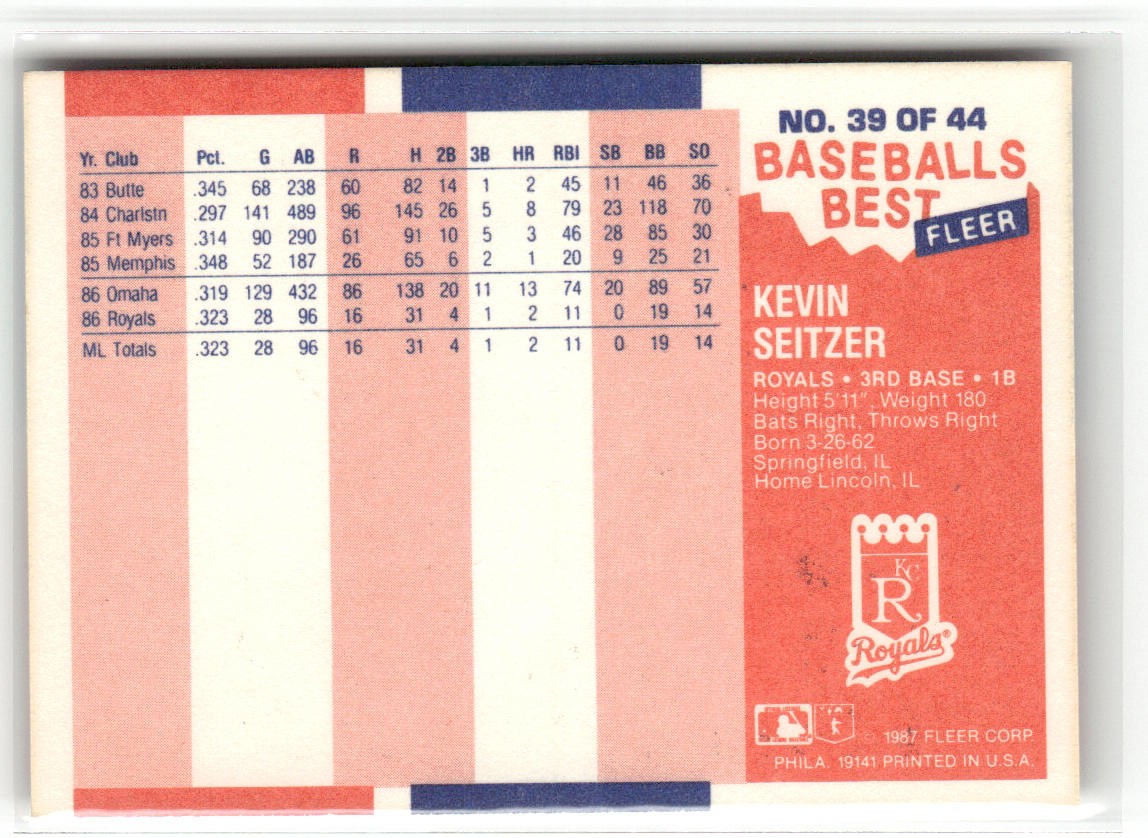 Yr. Club Pct. G AB R H 2B 3B HR RBI SB BB SO
83 Butte .345 68 238 60 82 14 1 2 45 11 46 36
84 Charlstn .297 141 489 96 145 26 5 8 79 23 118 70
85 Ft Myers .314 90 290 61 91 10 5 3 46 28 85 30
85 Memphis .348 52 187 26 65 6 2 1 20 9 25 21
86 Omaha .319 129 432 86 138 20 11 13 74 20 89 57
86 Royals .323 28 96 16 31 4 1 2 11 0 19 14
ML Totals .323 28 96 16 31 4 1 2 11 0 19 14
NO. 39 OF 44
BASEBALLS
BEST
FLEER
KEVIN
SEITZER
ROYALS • 3RD BASE • 1B
Height 5'11", Weight 180
Bats Right, Throws Right
Born 3-26-62
Springfield, IL
Home Lincoln, IL
KC
R
Royals®
© 1987 FLEER CORP.
PHILA. 19141 PRINTED IN U.S.A.